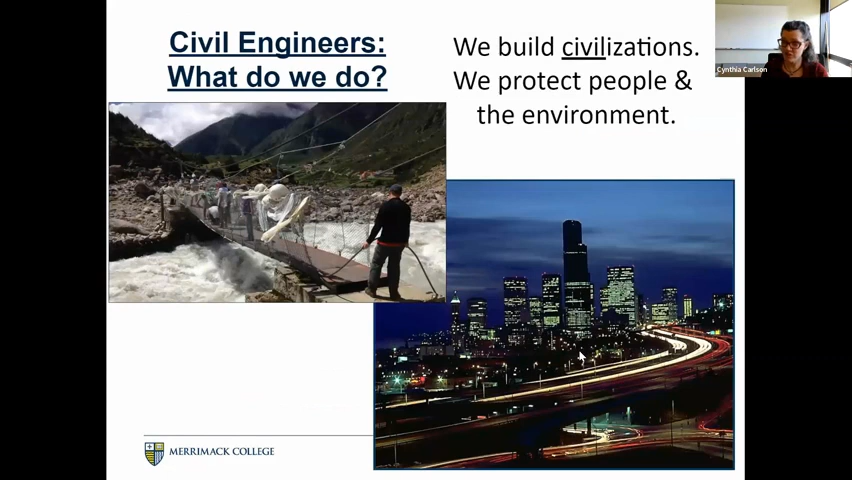 Civil Engineers:
What do we do?
We build civilizations.
We protect people &
the environment.
Cynthia Carlson
MERRIMACK COLLEGE